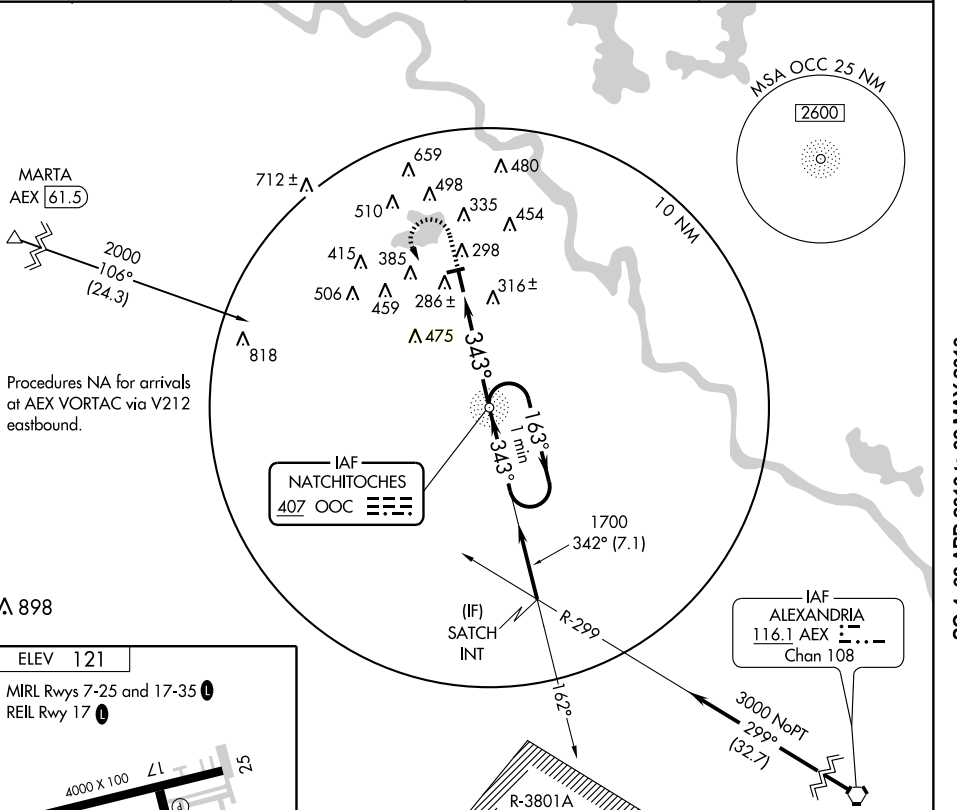 MSA OCC 25 NM
2600
MARTA
AEX 61.5
2000
106°
(24.3)
712 ±
659
480
498
510
335
454
10 NM
415
385
298
506
459
286 ±
316 ±
475
818
343°
Procedures NA for arrivals
at AEX VORTAC via V212
eastbound.
163°
1 min
343°
IAF
NATCHITOCHES
407 OOC
1700
342° (7.1)
(IF)
SATCH
INT
R-299
162°
IAF
ALEXANDRIA
116.1 AEX
Chan 108
3000 NoPT
299°
(32.7)
898
ELEV 121
MIRL Rwys 7-25 and 17-35 L
REIL Rwy 17 L
4000 X 100
17
25
P
R-3801A